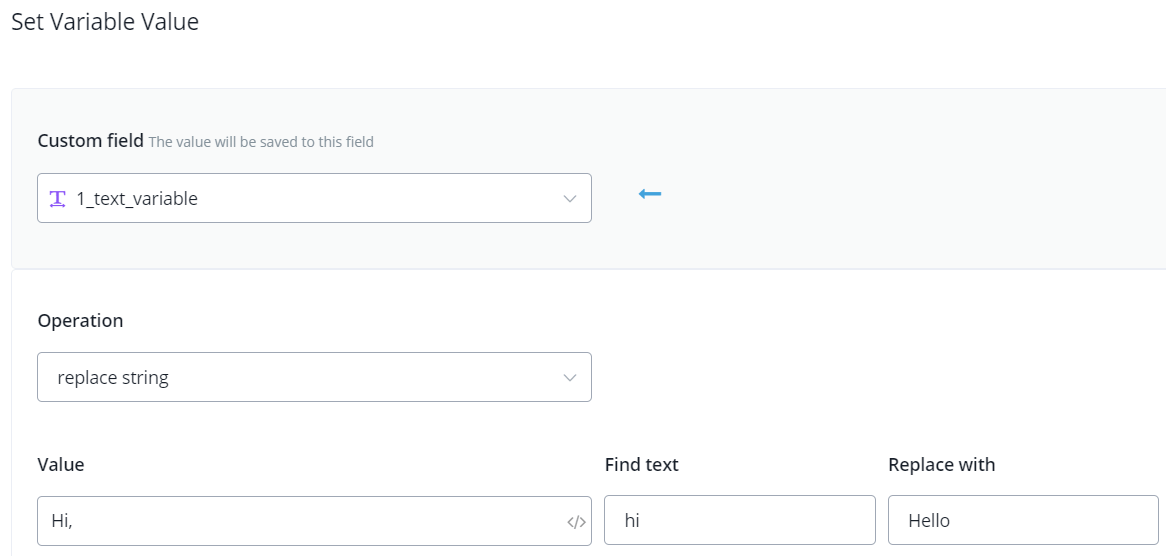 Set Variable Value
Custom field The value will be saved to this field
1_text_variable
Operation
replace string
Value Find text Replace with
Hi, </> hi Hello